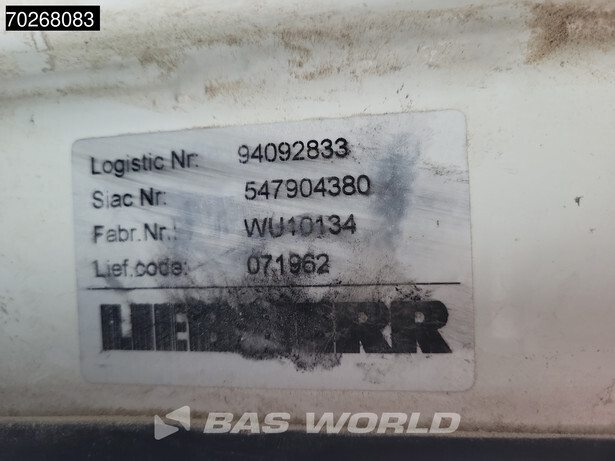 70268083
Logistic Nr: 94092833
Siac Nr: 547904380
Fabr.Nr.: WU10134
Lief.code: 071962
LIEBHERR
BAS WORLD